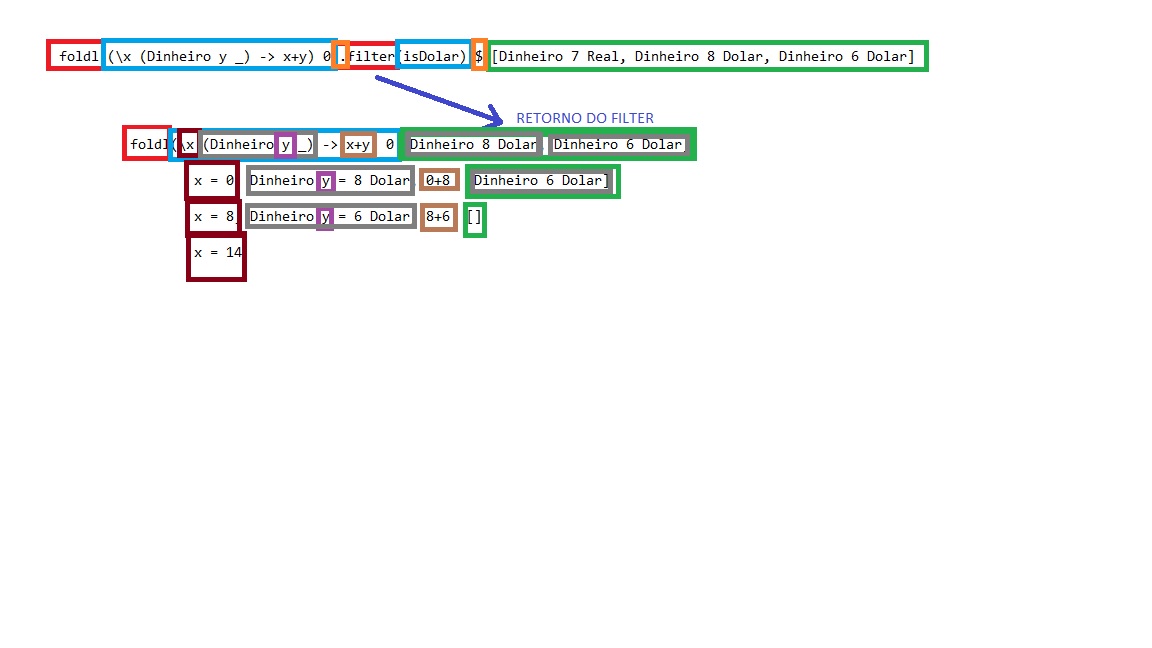 foldl (\x (Dinheiro y _) -> x+y) 0 . filter(isDolar) $ [Dinheiro 7 Real, Dinheiro 8 Dolar, Dinheiro 6 Dolar]
RETORNO DO FILTER
foldl(\x (Dinheiro y _) -> x+y 0 Dinheiro 8 Dolar, Dinheiro 6 Dolar
x = 0 Dinheiro y = 8 Dolar 0+8 Dinheiro 6 Dolar]
x = 8 Dinheiro y = 6 Dolar 8+6 []
x = 14